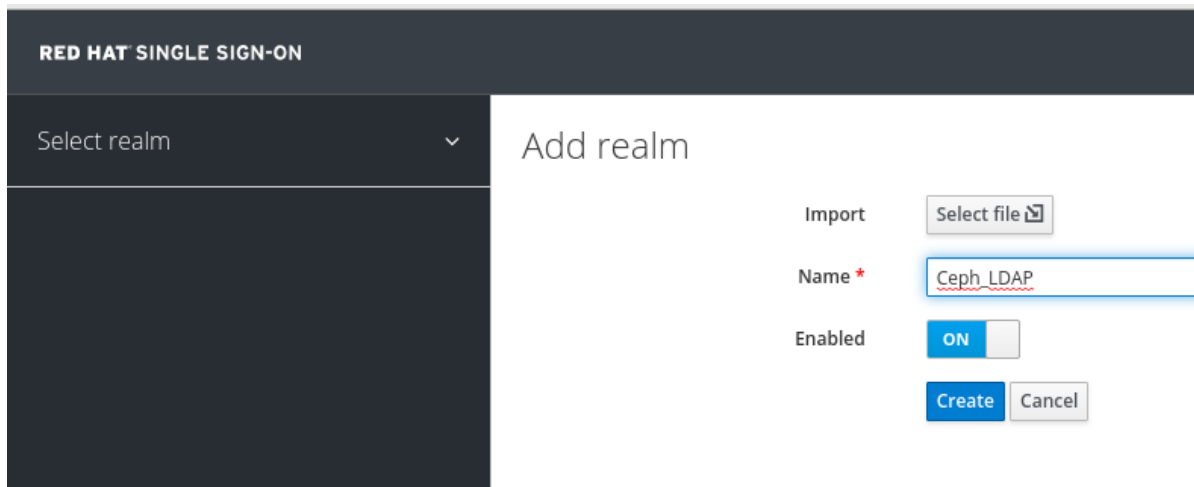 RED HAT SINGLE SIGN-ON
Select realm
Add realm
Import Select file
Name * Ceph_LDAP
Enabled ON
Create Cancel